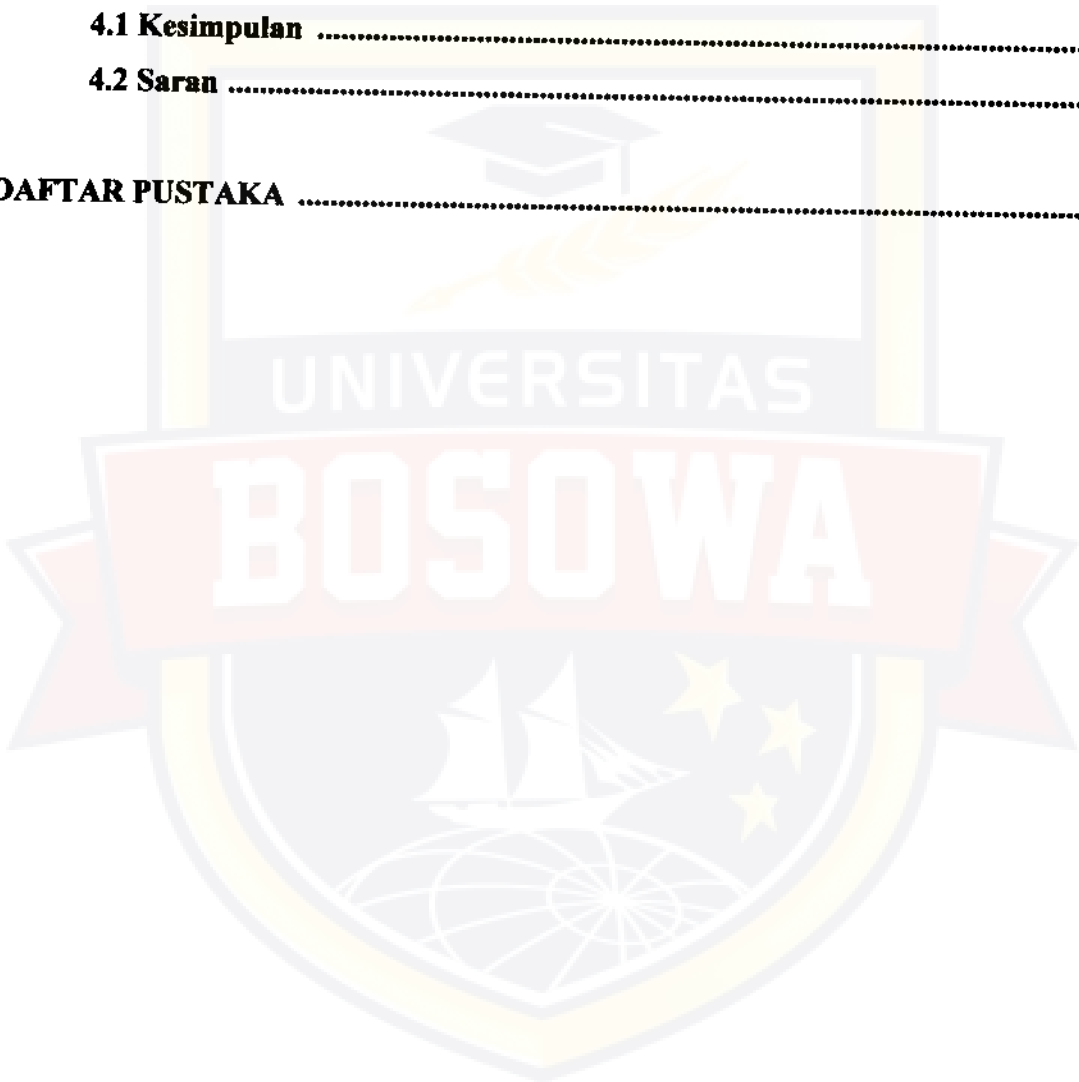 4.1 Kesimpulan ........................................................
4.2 Saran ........................................................
DAFTAR PUSTAKA ........................................................
UNIVERSITAS
BOSOWA